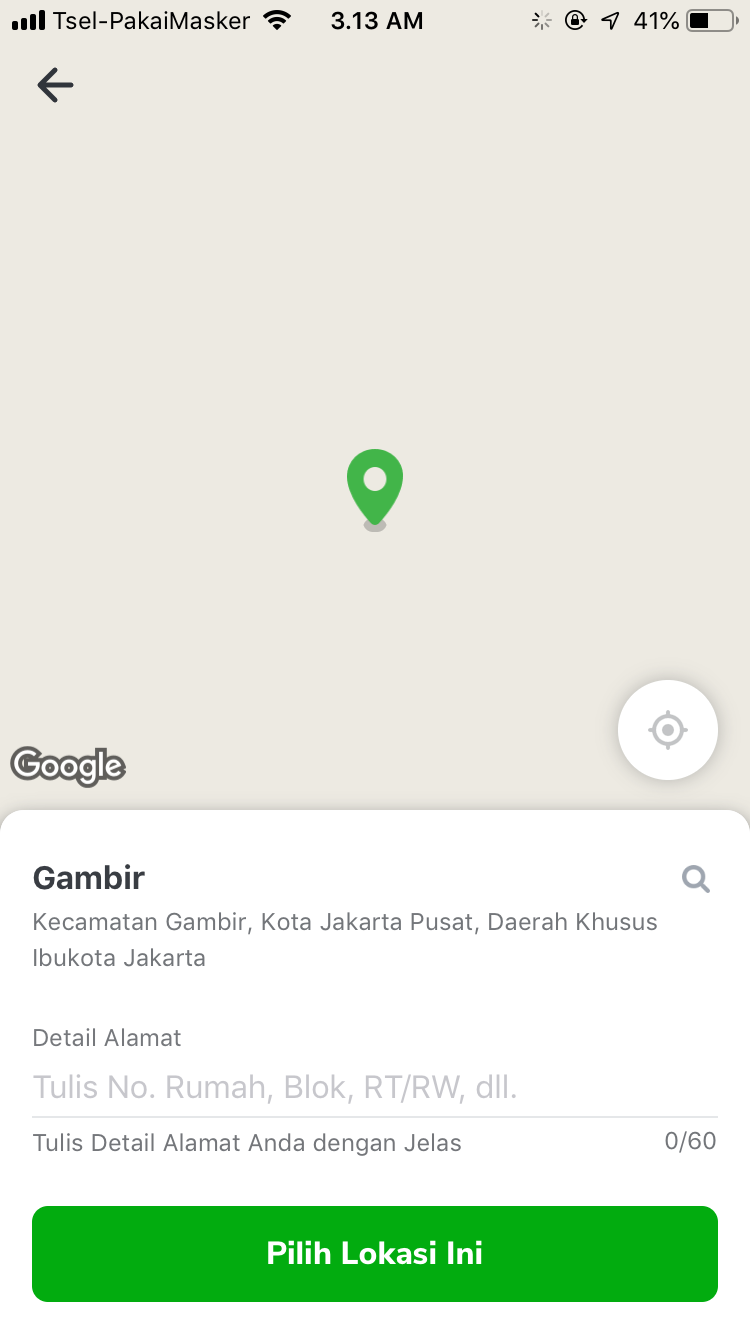 Tsel-PakaiMasker 3.13 AM 41%
Google
Gambir
Kecamatan Gambir, Kota Jakarta Pusat, Daerah Khusus
Ibukota Jakarta
Detail Alamat
Tulis No. Rumah, Blok, RT/RW, dll.
Tulis Detail Alamat Anda dengan Jelas 0/60
Pilih Lokasi Ini